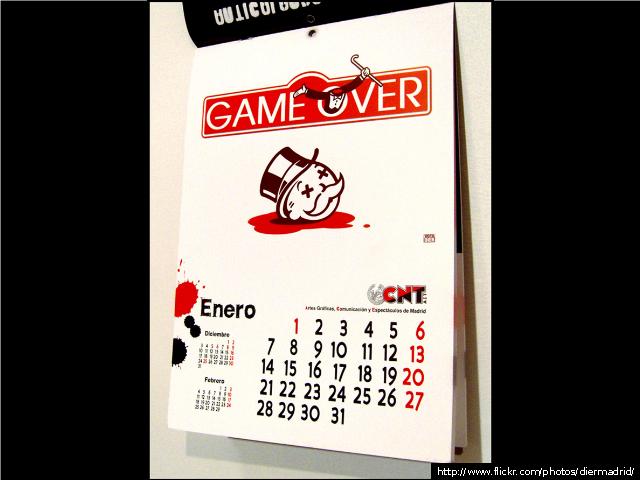 GAME OVER
CNT
Artes Gráficas, Comunicación y Espectáculos de Madrid
Enero
1 2 3 4 5 6
7 8 9 10 11 12 13
14 15 16 17 18 19 20
21 22 23 24 25 26 27
28 29 30 31
Diciembre
Febrero
http://www.flickr.com/photos/diermadrid/